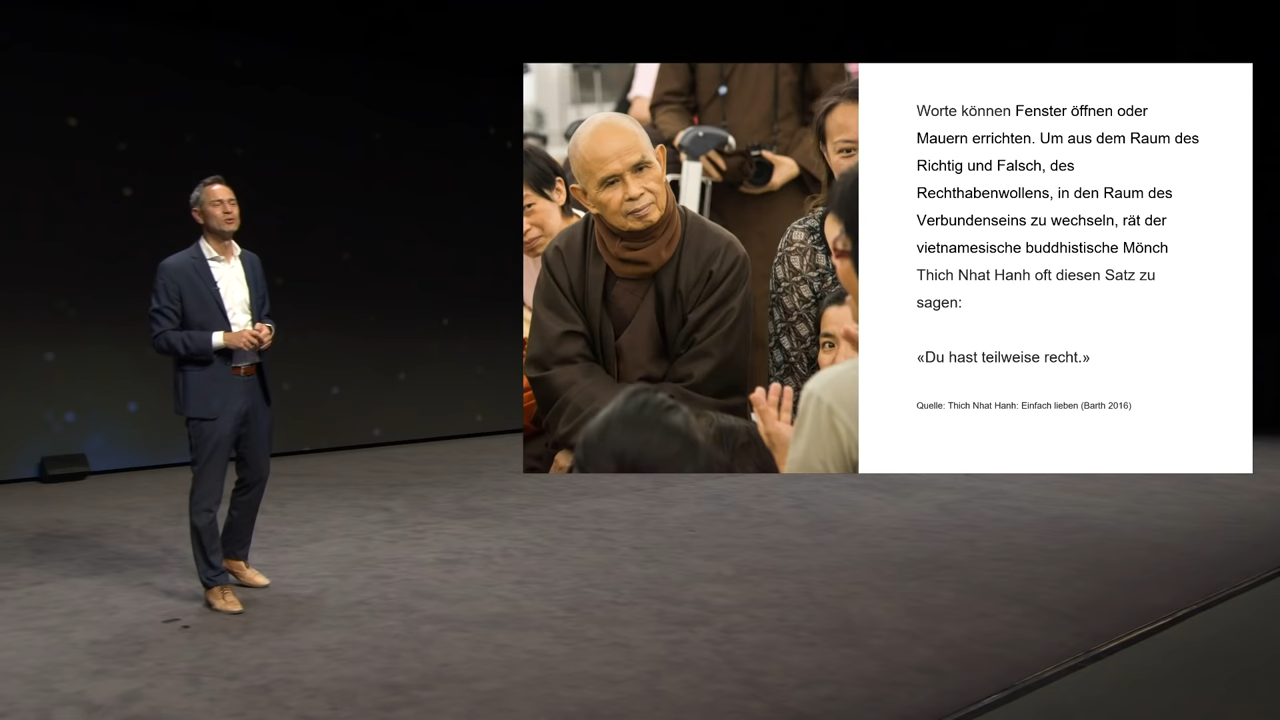 Worte können Fenster öffnen oder
Mauern errichten. Um aus dem Raum des
Richtig und Falsch, des
Rechthabenwollens, in den Raum des
Verbundenseins zu wechseln, rät der
vietnamesische buddhistische Mönch
Thich Nhat Hanh oft diesen Satz zu
sagen:
«Du hast teilweise recht.»
Quelle: Thich Nhat Hanh: Einfach lieben (Barth 2016)